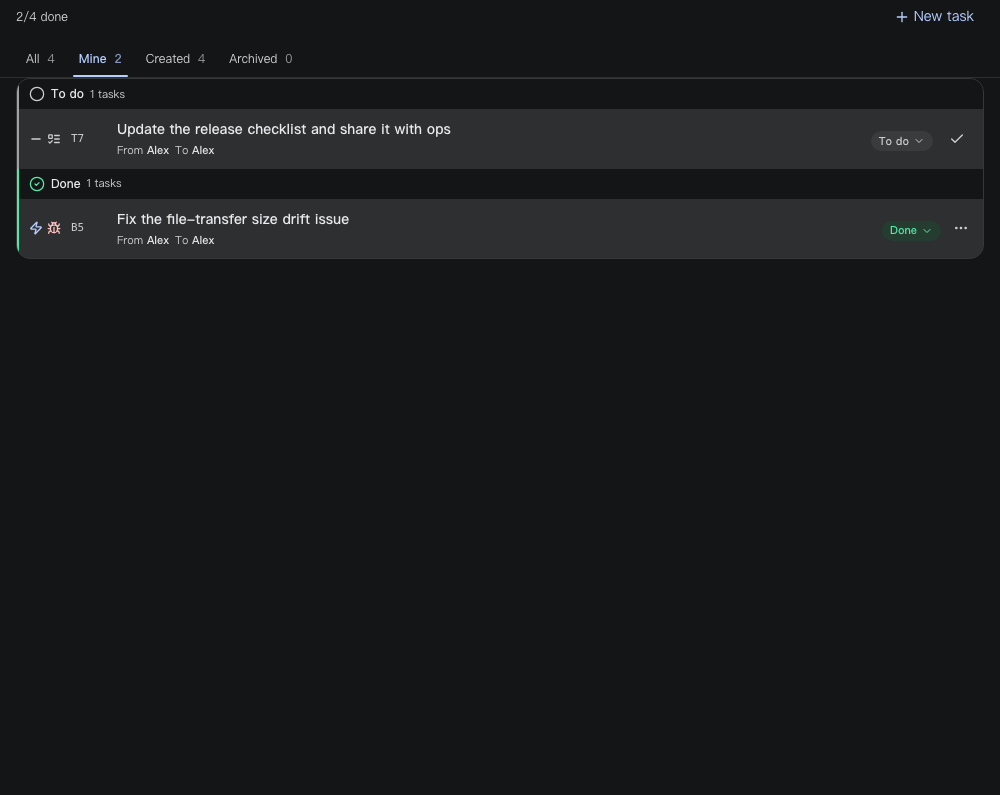 2/4 done
+ New task
All 4 Mine 2 Created 4 Archived 0
To do 1 tasks
T7 Update the release checklist and share it with ops
From Alex To Alex
To do
Done 1 tasks
B5 Fix the file-transfer size drift issue
From Alex To Alex
Done